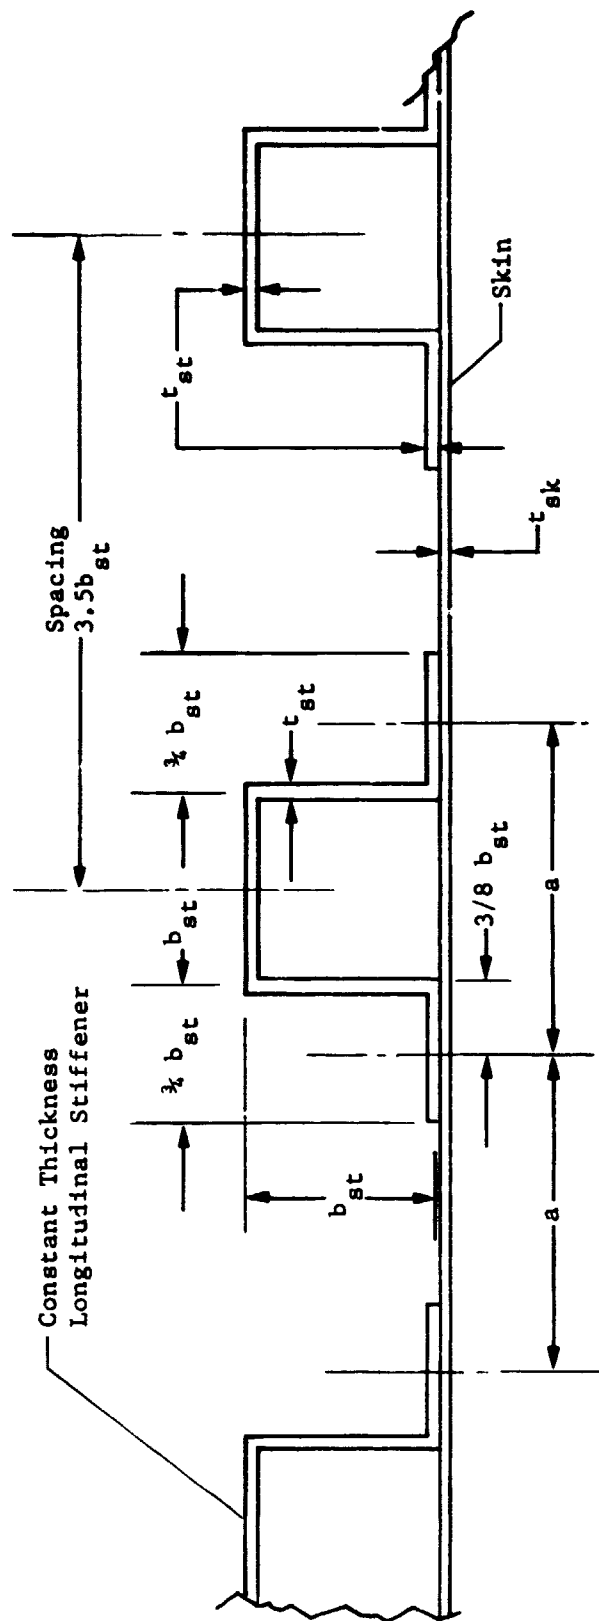 Constant Thickness
Longitudinal Stiffener
Spacing
3.5b_st
¾ b_st
b_st
¾ b_st
t_st
t_st
b_st
3/8 b_st
t_sk
Skin
a
a